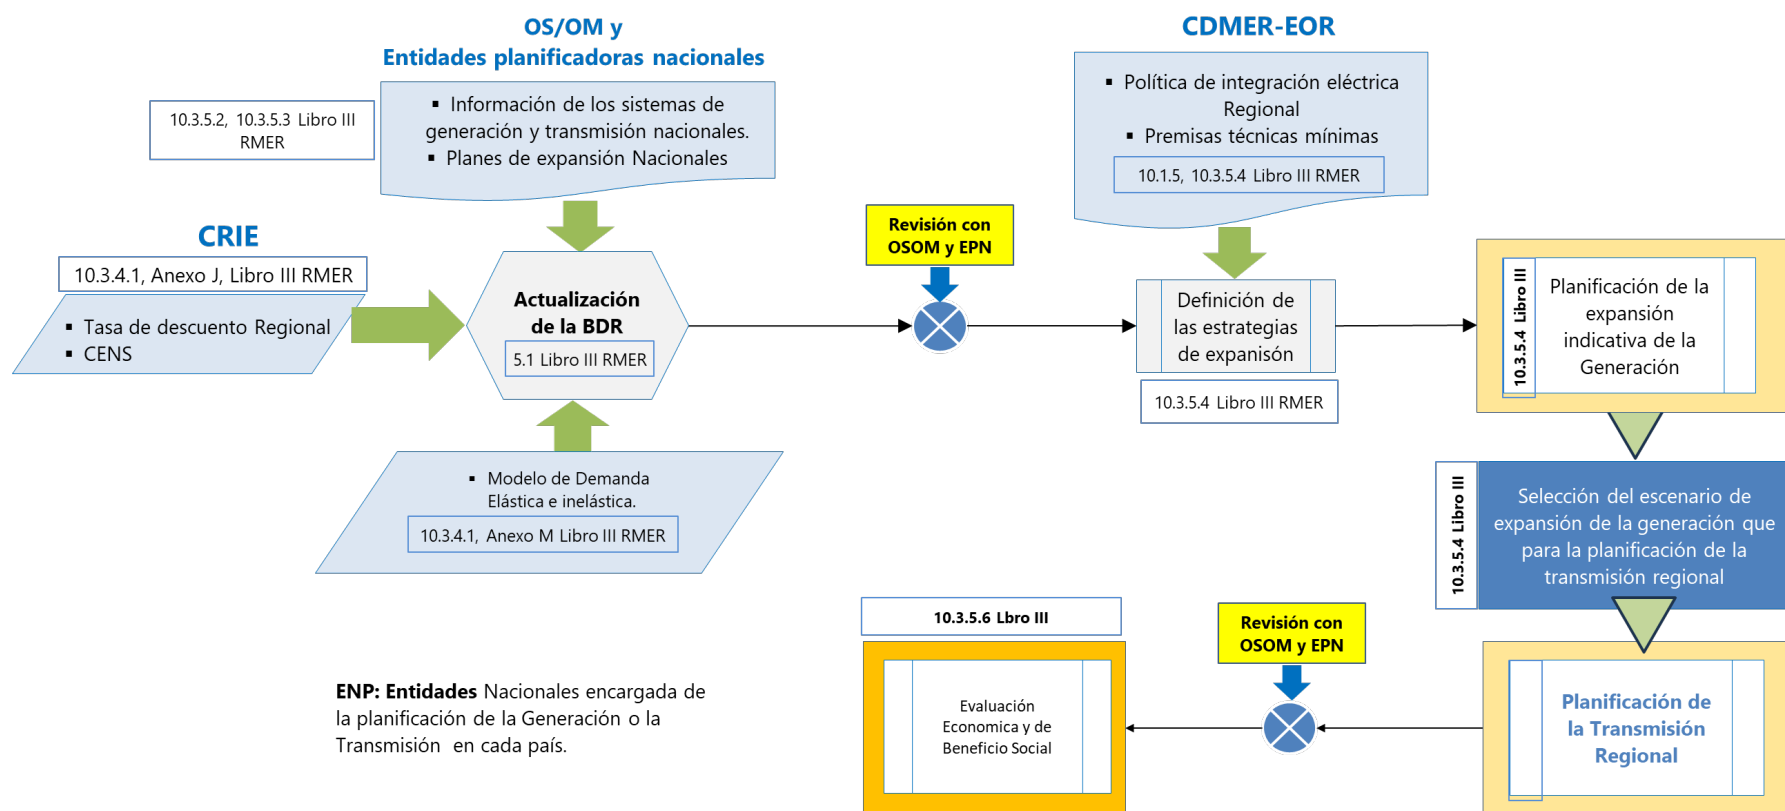 OS/OM y
Entidades planificadoras nacionales
▪ Información de los sistemas de
generación y transmisión nacionales.
▪ Planes de expansión Nacionales
10.3.5.2, 10.3.5.3 Libro III
RMER
CDMER-EOR
▪ Política de integración eléctrica
Regional
▪ Premisas técnicas mínimas
10.1.5, 10.3.5.4 Libro III RMER
CRIE
10.3.4.1, Anexo J, Libro III RMER
▪ Tasa de descuento Regional
▪ CENS
Actualización
de la BDR
5.1 Libro III RMER
▪ Modelo de Demanda
Elástica e inelástica.
10.3.4.1, Anexo M Libro III RMER
Revisión con
OSOM y EPN
Definición de
las estrategias
de expanisón
10.3.5.4 Libro III RMER
10.3.5.4 Libro III
Planificación de la
expansión
indicativa de la
Generación
10.3.5.4 Libro III
Selección del escenario de
expansión de la generación que
para la planificación de la
transmisión regional
Planificación de
la Transmisión
Regional
Revisión con
OSOM y EPN
10.3.5.6 Lbro III
Evaluación
Economica y de
Beneficio Social
ENP: Entidades Nacionales encargada de
la planificación de la Generación o la
Transmisión en cada país.